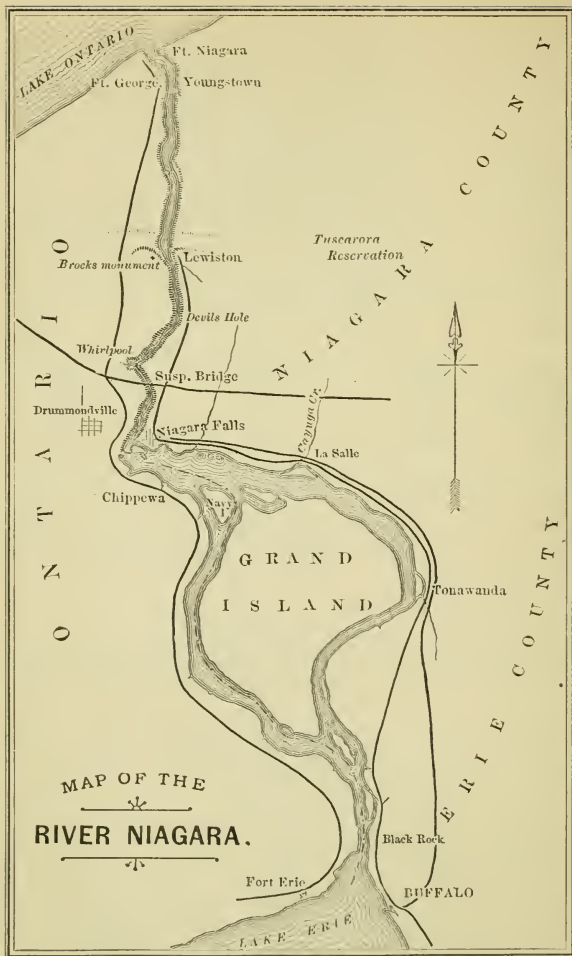 LAKE ONTARIO
Ft. Niagara
Ft. George.
Youngstown
NIAGARA COUNTY
Tuscarora
Reservation
Brocks monument
Lewiston
Devils Hole
Whirlpool
Susp. Bridge
Drummondville
Niagara Falls
Cayuga Cr.
La Salle
Chippewa
Navy
I.
GRAND
ISLAND
ONTARIO
Tonawanda
ERIE COUNTY
MAP OF THE
RIVER NIAGARA.
Black Rock
Fort Erie
BUFFALO
LAKE ERIE